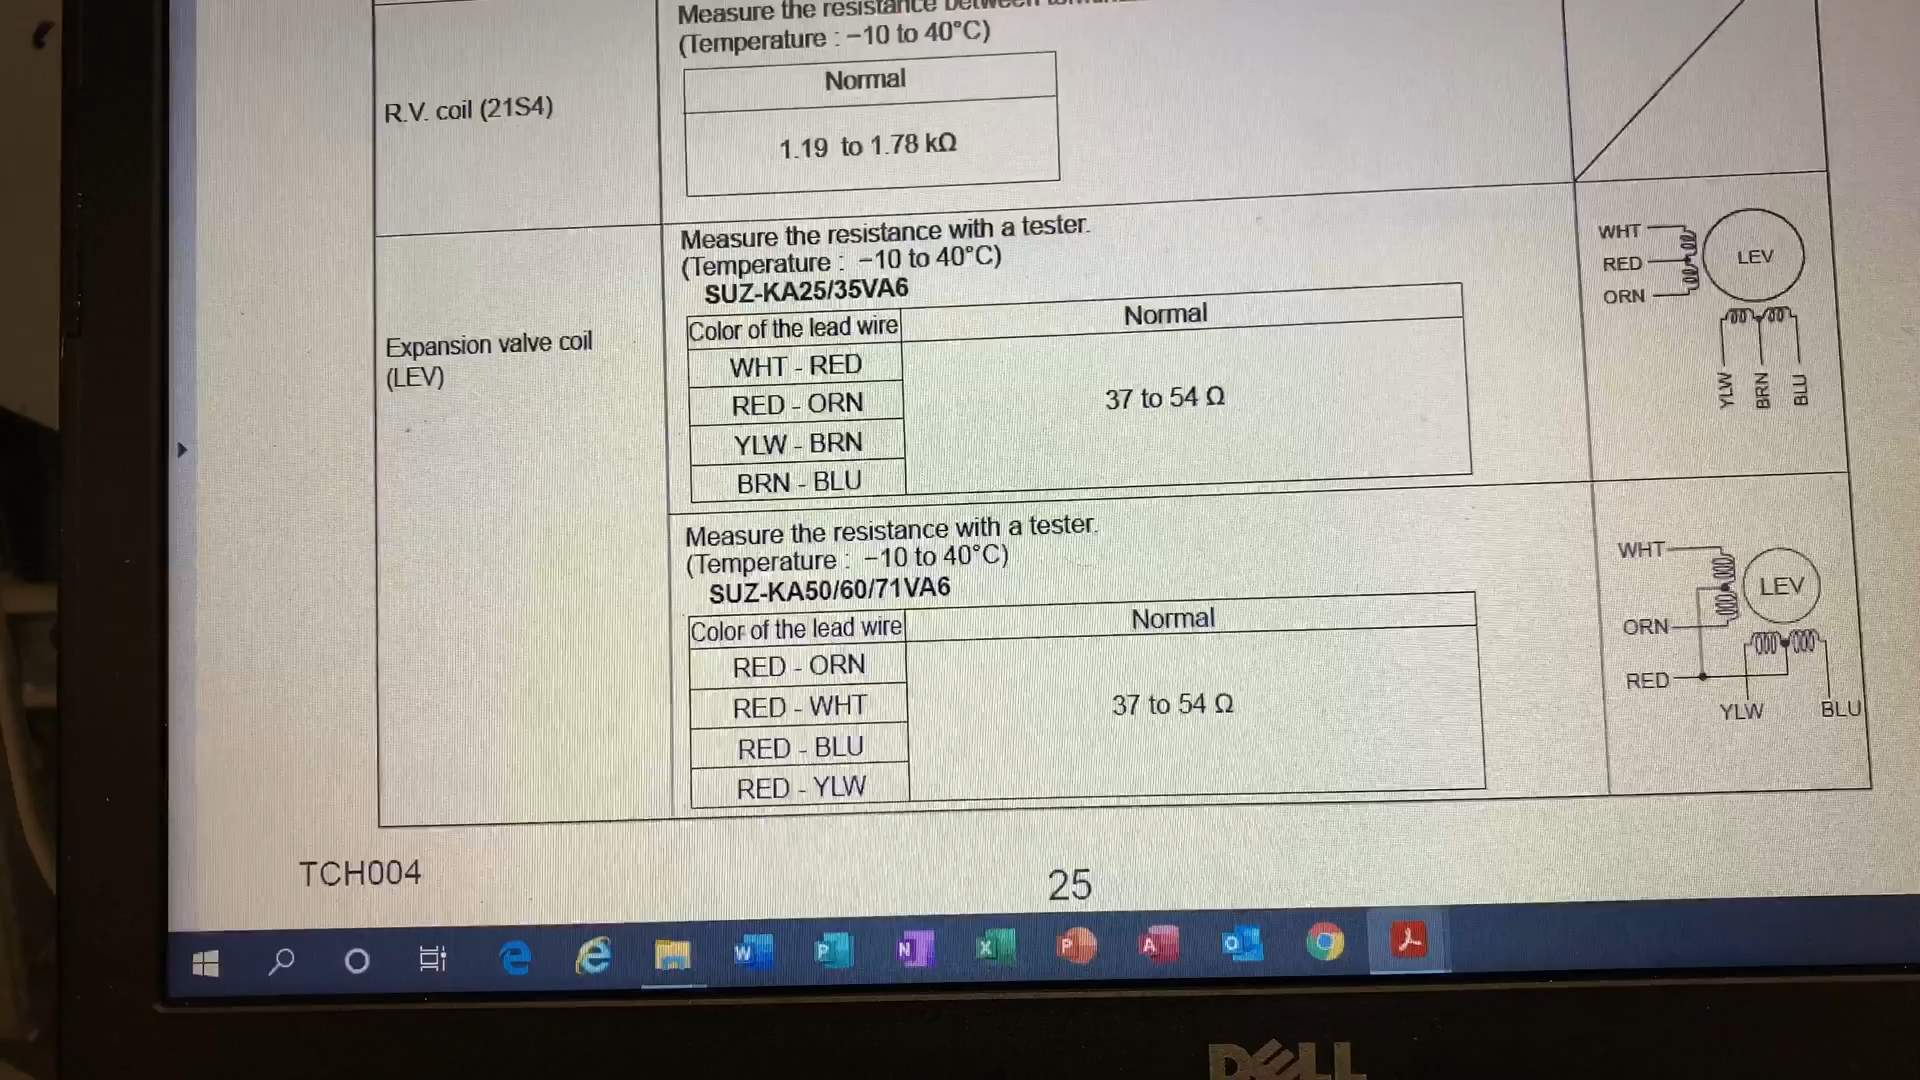 Measure the resistance between
(Temperature : −10 to 40°C)
Normal
R.V. coil (21S4)
1.19 to 1.78 kΩ
Measure the resistance with a tester.
(Temperature : −10 to 40°C)
SUZ-KA25/35VA6
Color of the lead wire
Normal
WHT - RED
RED - ORN
YLW - BRN
BRN - BLU
37 to 54 Ω
Expansion valve coil
(LEV)
WHT
RED
ORN
LEV
YLW
BRN
BLU
Measure the resistance with a tester.
(Temperature : −10 to 40°C)
SUZ-KA50/60/71VA6
Color of the lead wire
Normal
RED - ORN
RED - WHT
RED - BLU
RED - YLW
37 to 54 Ω
WHT
ORN
RED
LEV
YLW
BLU
TCH004
25
W
P
N
X
P
A
O
DELL